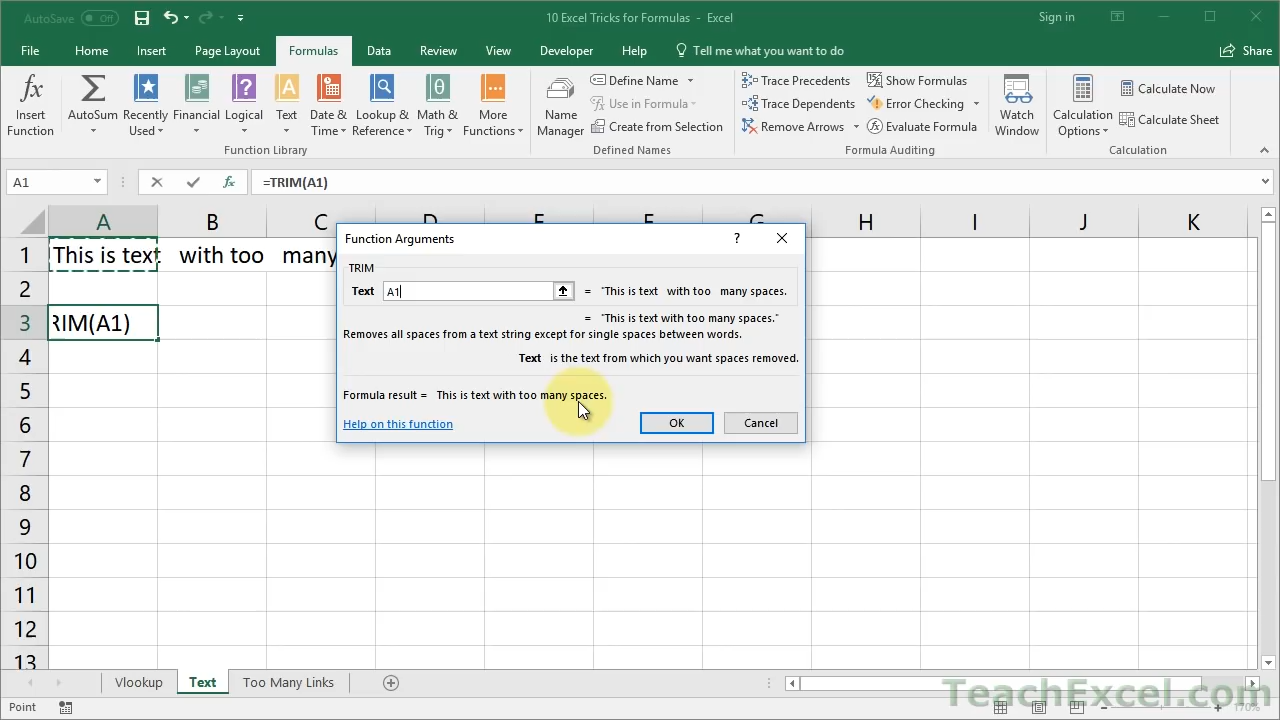 AutoSave Off 10 Excel Tricks for Formulas - Excel Sign in
File Home Insert Page Layout Formulas Data Review View Developer Help Tell me what you want to do Share
Insert Function
AutoSum
Recently Used
Financial
Logical
Text
Date & Time
Lookup & Reference
Math & Trig
More Functions
Function Library
Name Manager
Define Name
Use in Formula
Create from Selection
Defined Names
Trace Precedents
Trace Dependents
Remove Arrows
Show Formulas
Error Checking
Evaluate Formula
Formula Auditing
Watch Window
Calculation Options
Calculate Now
Calculate Sheet
Calculation
A1 fx =TRIM(A1)
A B C D E F G H I J K
1 This is text with too many
2
3 RIM(A1)
4
5
6
7
8
9
10
11
12
13
Function Arguments ?
TRIM
Text A1 = "This is text   with too   many spaces.
= "This is text with too many spaces."
Removes all spaces from a text string except for single spaces between words.
Text is the text from which you want spaces removed.
Formula result = This is text with too many spaces.
Help on this function OK Cancel
Vlookup Text Too Many Links
TeachExcel.com
Point 170%